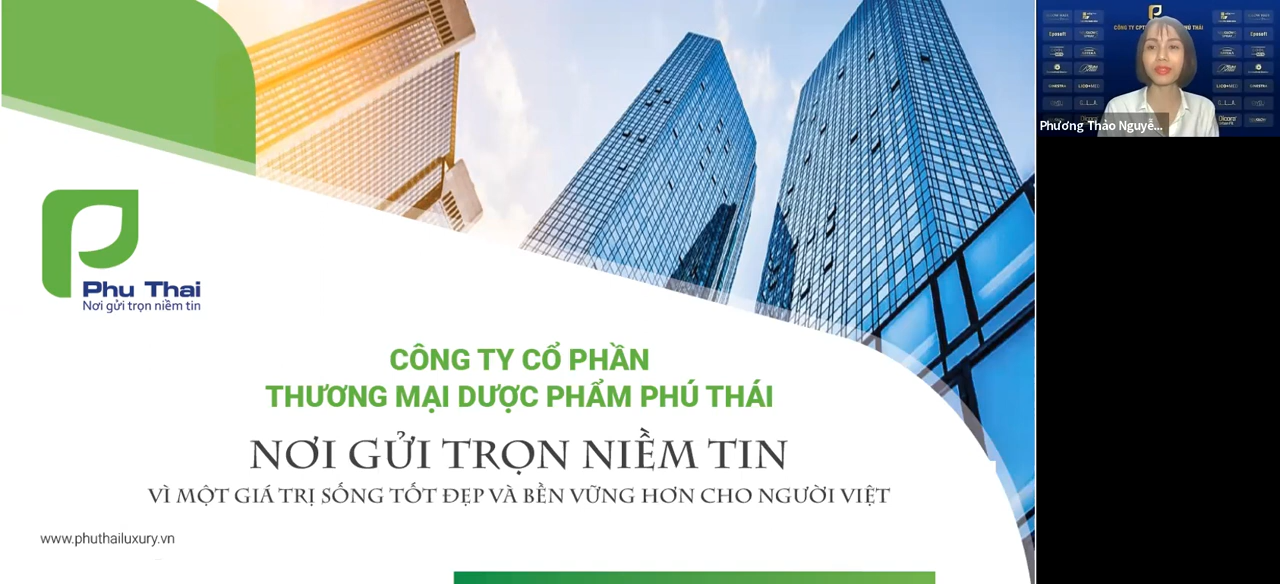 Phu Thai
Nơi gửi trọn niềm tin
CÔNG TY CỔ PHẦN
THƯƠNG MẠI DƯỢC PHẨM PHÚ THÁI
NƠI GỬI TRỌN NIỀM TIN
VÌ MỘT GIÁ TRỊ SỐNG TỐT ĐẸP VÀ BỀN VỮNG HƠN CHO NGƯỜI VIỆT
www.phuthailuxury.vn
Phương Thảo Nguyễ...